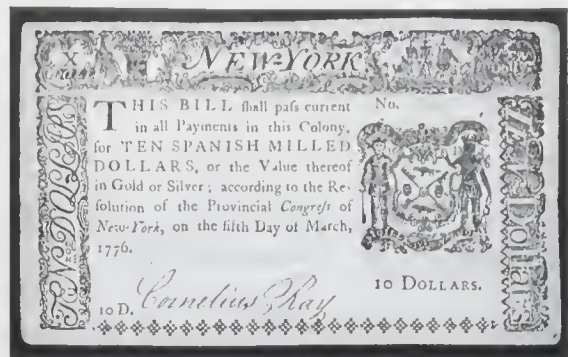 X
NEW-YORK
THIS BILL ſhall paſs current
in all Payments in this Colony,
for TEN SPANISH MILLED
DOLLARS, or the Value thereof
in Gold or Silver; according to the Re-
ſolution of the Provincial Congreſs of
New-York, on the fifth Day of March,
1776.
No.
10 DOLLARS.
10 D. Cornelius Ray
TEN DOLLARS
TEN Dollars